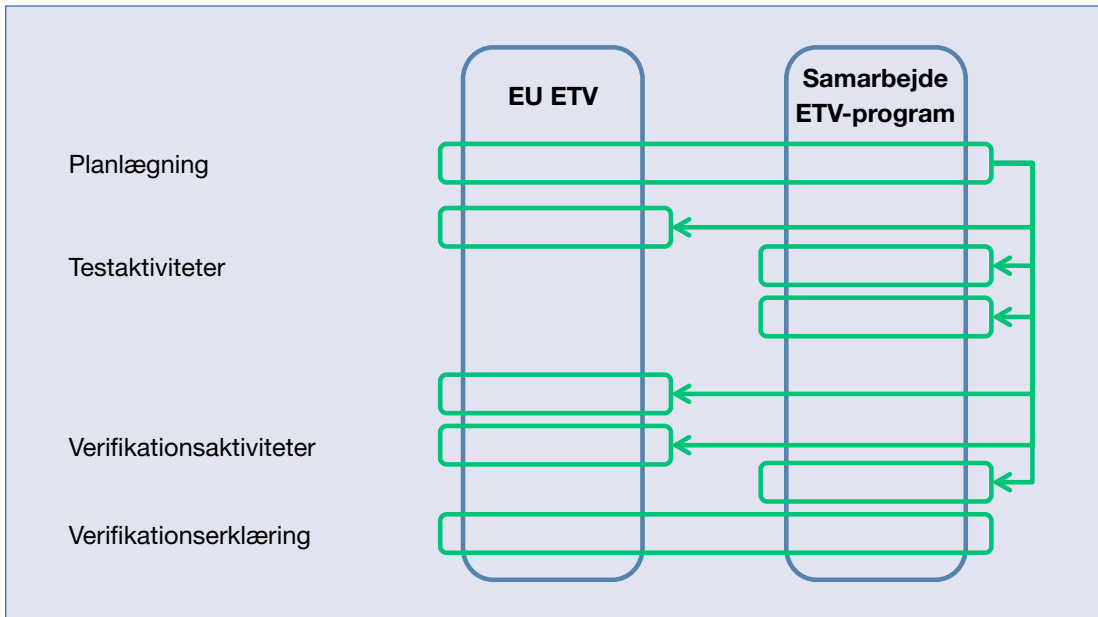 EU ETV
Samarbejde
ETV-program
Planlægning
Testaktiviteter
Verifikationsaktiviteter
Verifikationserklæring